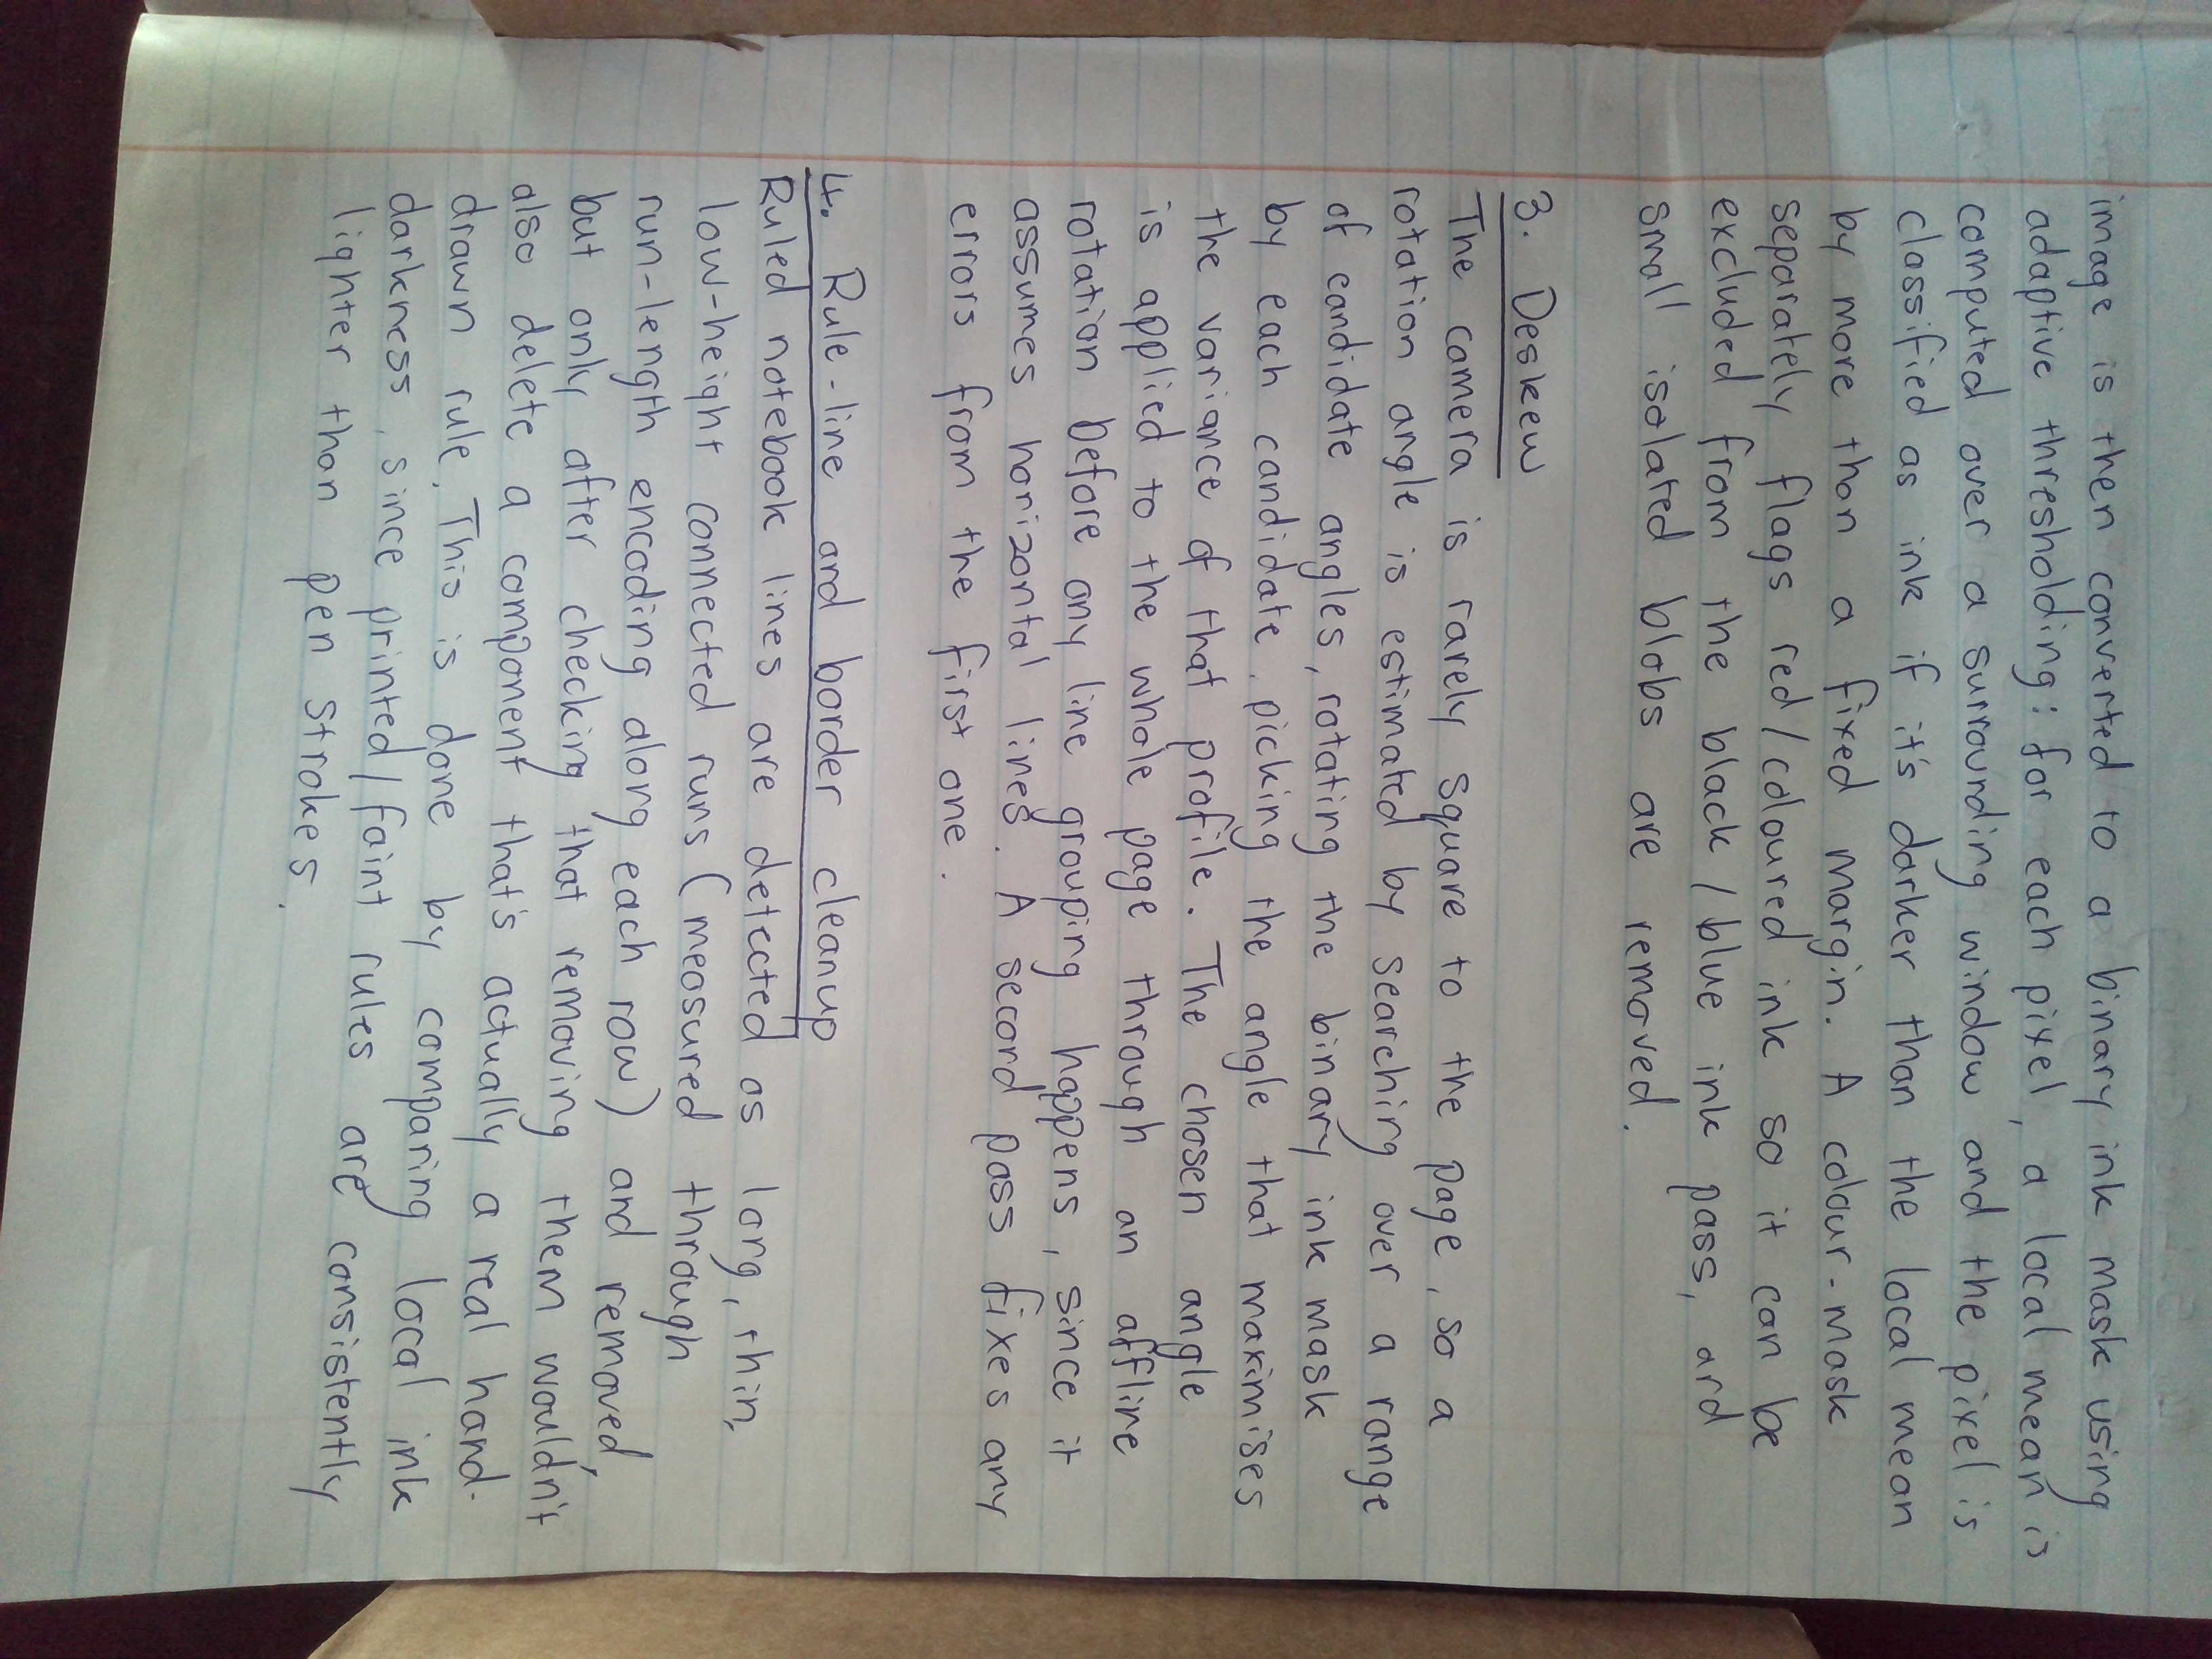 image is then converted to a binary ink mask using
adaptive thresholding: for each pixel, a local mean is
computed over a surrounding window and the pixel is
classified as ink if it's darker than the local mean
by more than a fixed margin. A colour-mask
separately flags red/coloured ink so it can be
excluded from the black/blue ink pass, and
small isolated blobs are removed.
3. Deskew
The camera is rarely square to the page, so a
rotation angle is estimated by searching over a range
of candidate angles, rotating the binary ink mask
by each candidate, picking the angle that maximises
the variance of that profile. The chosen angle
is applied to the whole page through an affine
rotation before any line grouping happens, since it
assumes horizontal lines. A second pass fixes any
errors from the first one.
4. Rule-line and border cleanup
Ruled notebook lines are detected as long, thin,
low-height connected runs (measured through
run-length encoding along each row) and removed,
but only after checking that removing them wouldn't
also delete a component that's actually a real hand-
drawn rule. This is done by comparing local ink
darkness, since printed/faint rules are consistently
lighter than pen strokes.